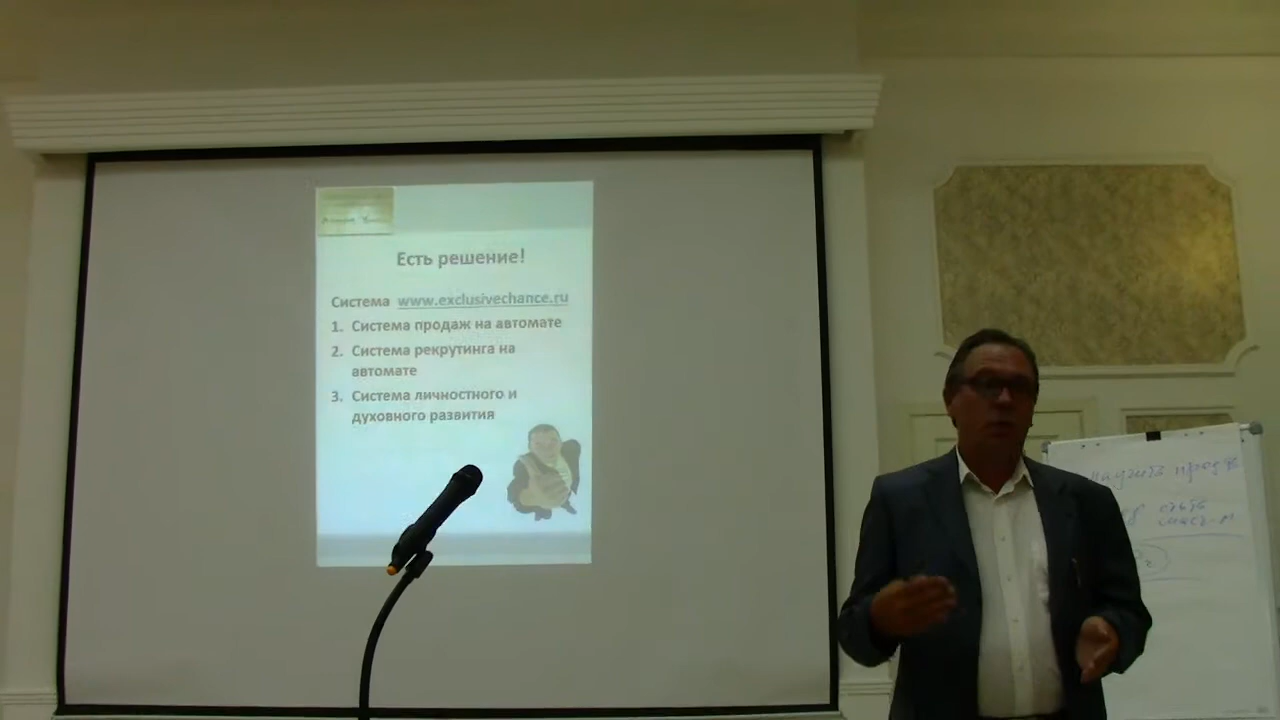 Есть решение!
Система www.exclusivechance.ru
1. Система продаж на автомате
2. Система рекрутинга на
автомате
3. Система личностного и
духовного развития